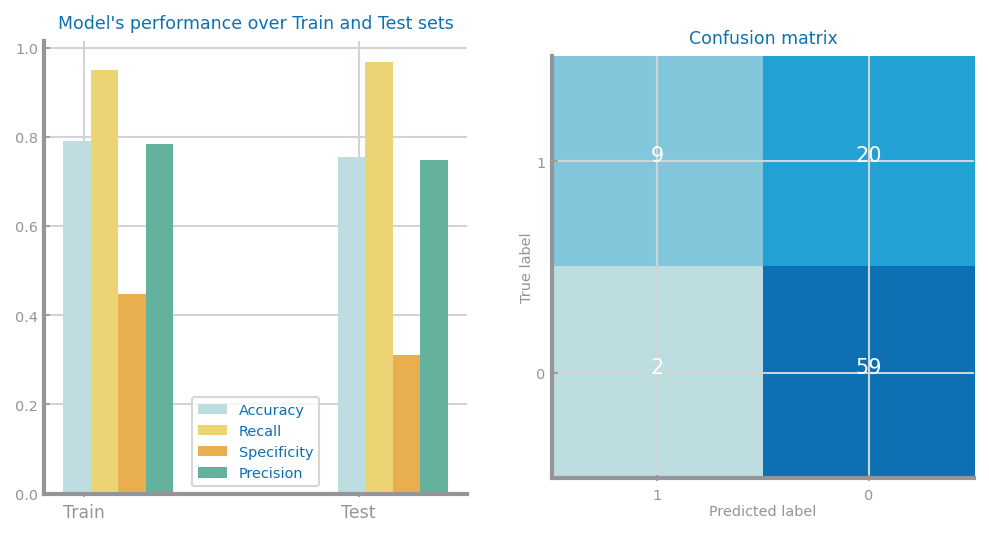 Model's performance over Train and Test sets
1.0
0.8
0.6
0.4
0.2
0.0
Train
Test
Accuracy
Recall
Specificity
Precision
Confusion matrix
True label
1
0
9
20
2
59
1
0
Predicted label